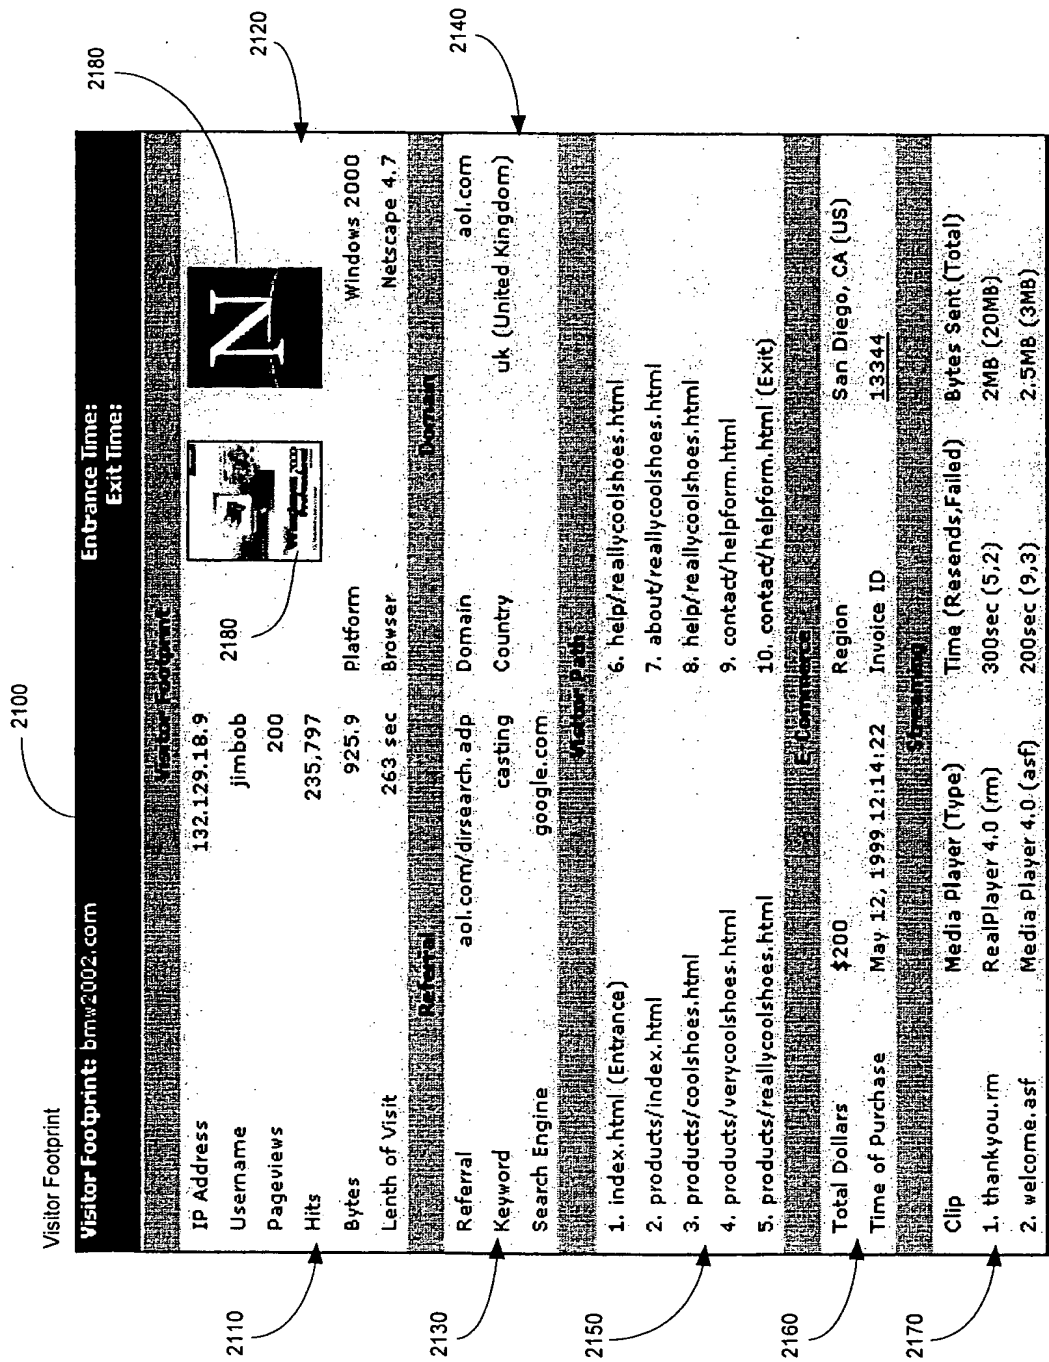 2100
Visitor Footprint
Visitor Footprint: bmw2002.com Entrance Time:
Exit Time:
Visitor Footprint
2180
2120
IP Address 132.129.18.9
Username jimbob 2180
Pageviews 200
Hits 235,797
2110
Bytes 925.9 Platform Windows 2000
Lenth of Visit 263 sec Browser Netscape 4.7
N
Windows 2000
Referral Domain
2140
Referral aol.com/dirsearch.adp Domain aol.com
2130
Keyword casting Country uk (United Kingdom)
Search Engine google.com
Visitor Path
1. index.html (Entrance) 6. help/reallycoolshoes.html
2. products/index.html 7. about/reallycoolshoes.html
3. products/coolshoes.html 8. help/reallycoolshoes.html
2150
4. products/verycoolshoes.html 9. contact/helpform.html
5. products/reallycoolshoes.html 10. contact/helpform.html (Exit)
E-Commerce
2160
Total Dollars $200 Region San Diego, CA (US)
Time of Purchase May 12, 1999 12:14:22 Invoice ID 13344
Streaming
2170
Clip Media Player (Type) Time (Resends,Failed) Bytes Sent (Total)
1. thankyou.rm RealPlayer 4.0 (rm) 300sec (5,2) 2MB (20MB)
2. welcome.asf Media Player 4.0 (asf) 200sec (9,3) 2.5MB (3MB)